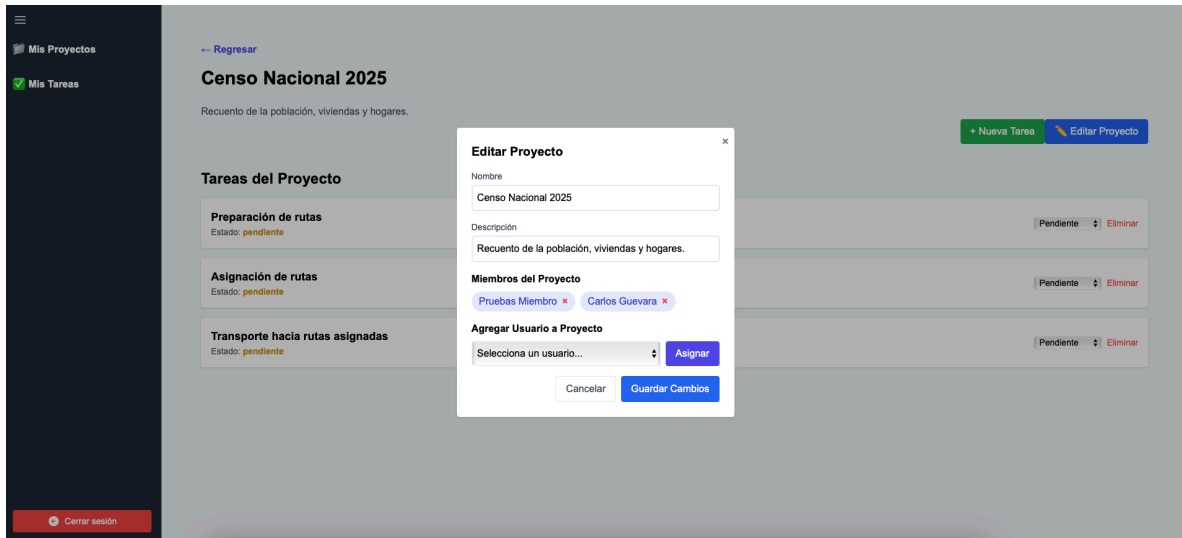 Mis Proyectos
Mis Tareas
Cerrar sesión
← Regresar
Censo Nacional 2025
Recuento de la población, viviendas y hogares.
+ Nueva Tarea
Editar Proyecto
Tareas del Proyecto
Preparación de rutas
Estado: pendiente
Pendiente
Eliminar
Asignación de rutas
Estado: pendiente
Pendiente
Eliminar
Transporte hacia rutas asignadas
Estado: pendiente
Pendiente
Eliminar
×
Editar Proyecto
Nombre
Censo Nacional 2025
Descripción
Recuento de la población, viviendas y hogares.
Miembros del Proyecto
Pruebas Miembro ×
Carlos Guevara ×
Agregar Usuario a Proyecto
Selecciona un usuario...
Asignar
Cancelar
Guardar Cambios